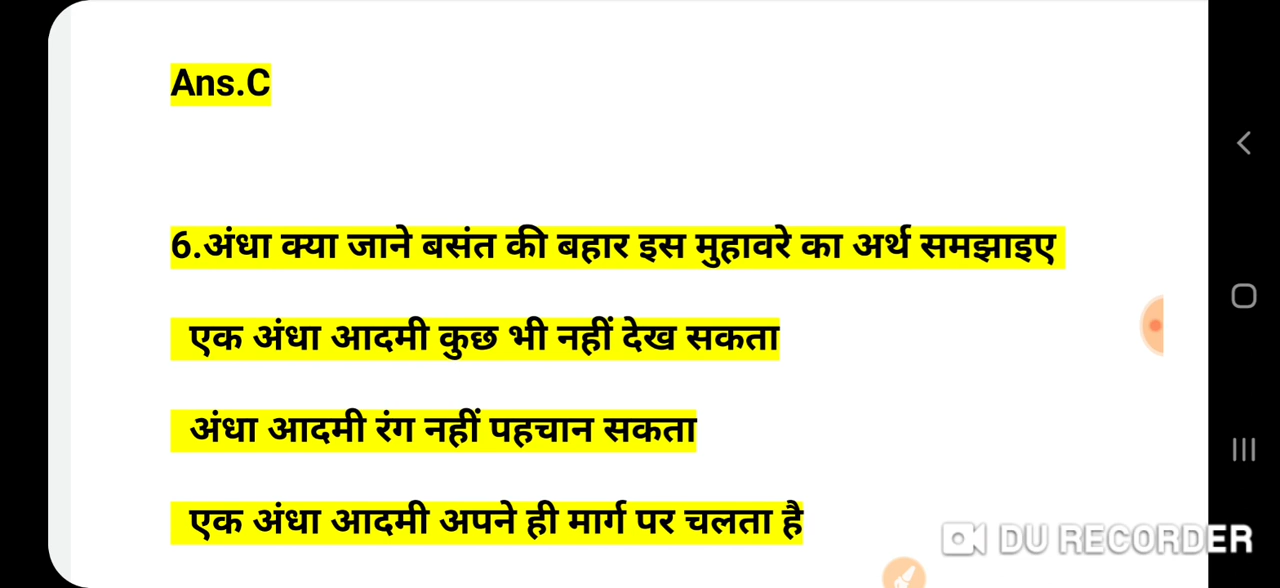 Ans.C
6.अंधा क्या जाने बसंत की बहार इस मुहावरे का अर्थ समझाइए
एक अंधा आदमी कुछ भी नहीं देख सकता
अंधा आदमी रंग नहीं पहचान सकता
एक अंधा आदमी अपने ही मार्ग पर चलता है
DU RECORDER